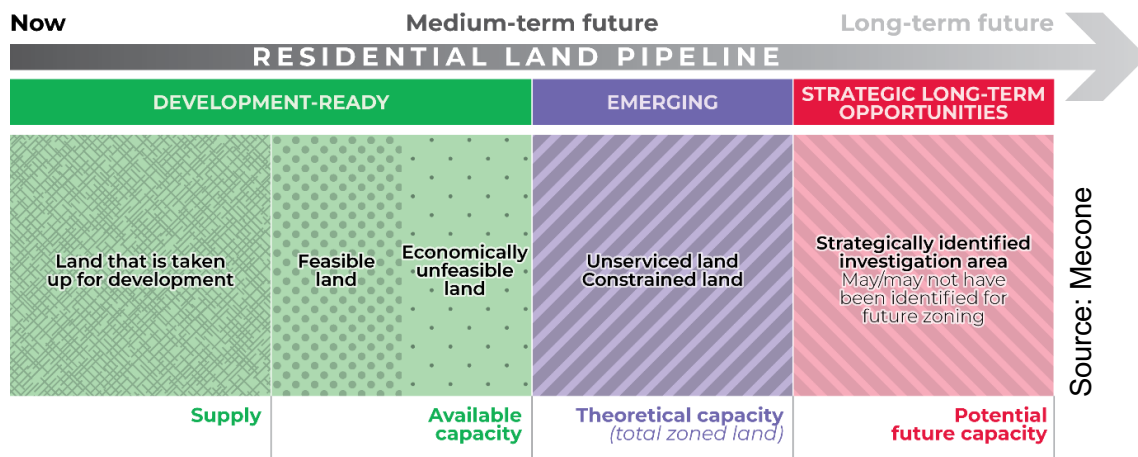 Now
Medium-term future
Long-term future
RESIDENTIAL LAND PIPELINE
DEVELOPMENT-READY
EMERGING
STRATEGIC LONG-TERM
OPPORTUNITIES
Land that is taken
up for development
Feasible
land
Economically
unfeasible
land
Unserviced land
Constrained land
Strategically identified
investigation area
May/may not have
been identified for
future zoning
Supply
Available
capacity
Theoretical capacity
(total zoned land)
Potential
future capacity
Source: Mecone